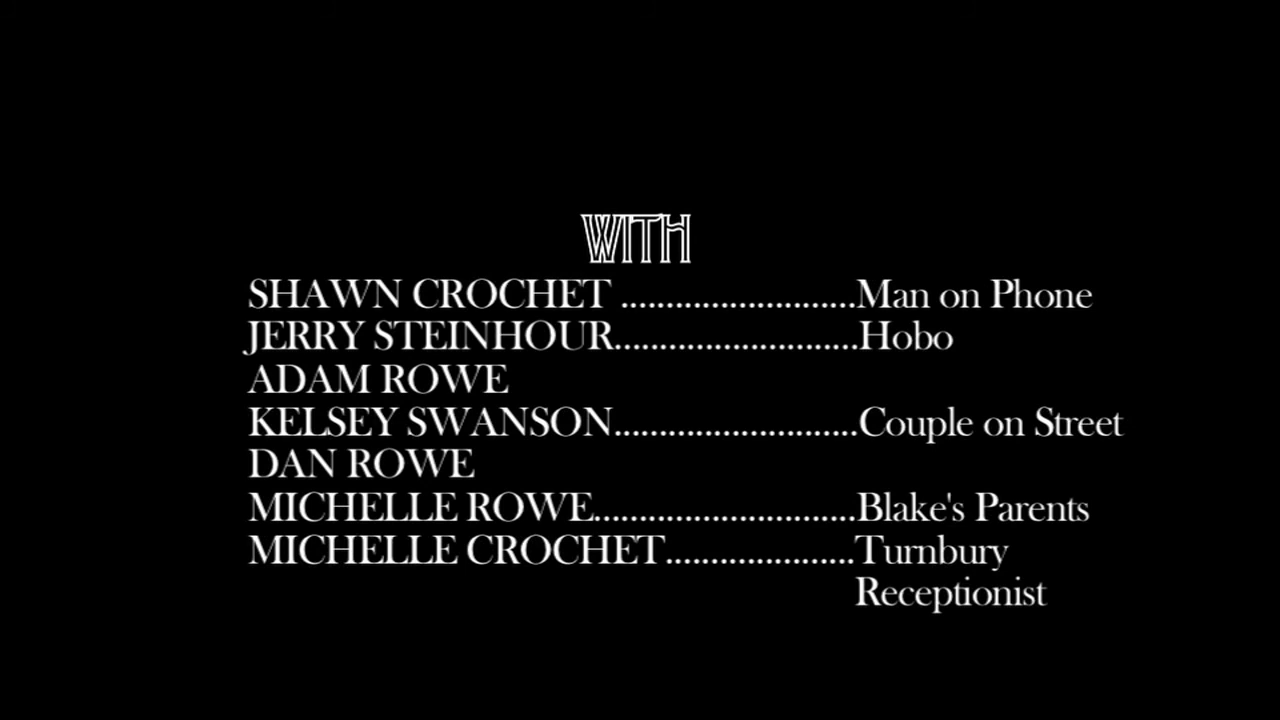 WITH
SHAWN CROCHET ..........................Man on Phone
JERRY STEINHOUR...........................Hobo
ADAM ROWE
KELSEY SWANSON...........................Couple on Street
DAN ROWE
MICHELLE ROWE.............................Blake's Parents
MICHELLE CROCHET.....................Turnbury
Receptionist